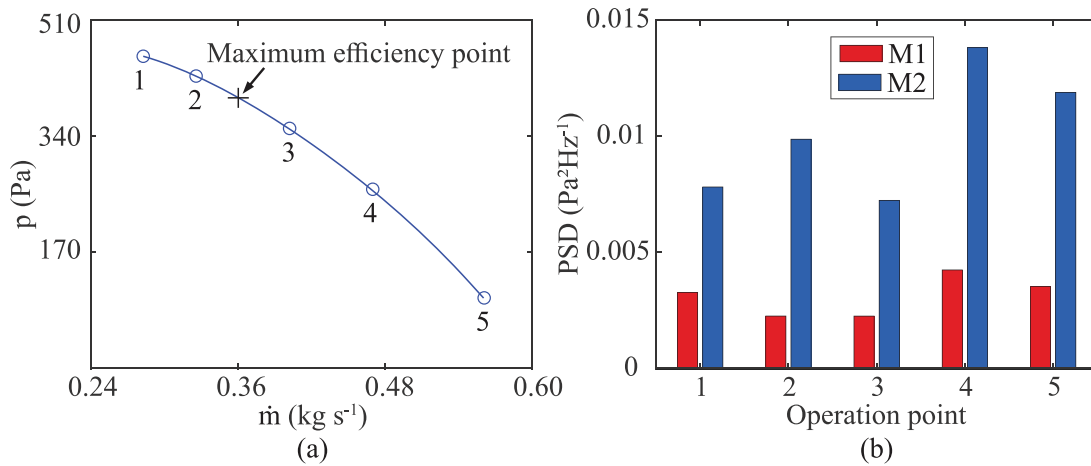 510
340
170
p (Pa)
Maximum efficiency point
1
2
3
4
5
0.24
0.36
0.48
0.60
ṁ (kg s⁻¹)
(a)
0.015
0.01
0.005
0
PSD (Pa²Hz⁻¹)
M1
M2
1
2
3
4
5
Operation point
(b)